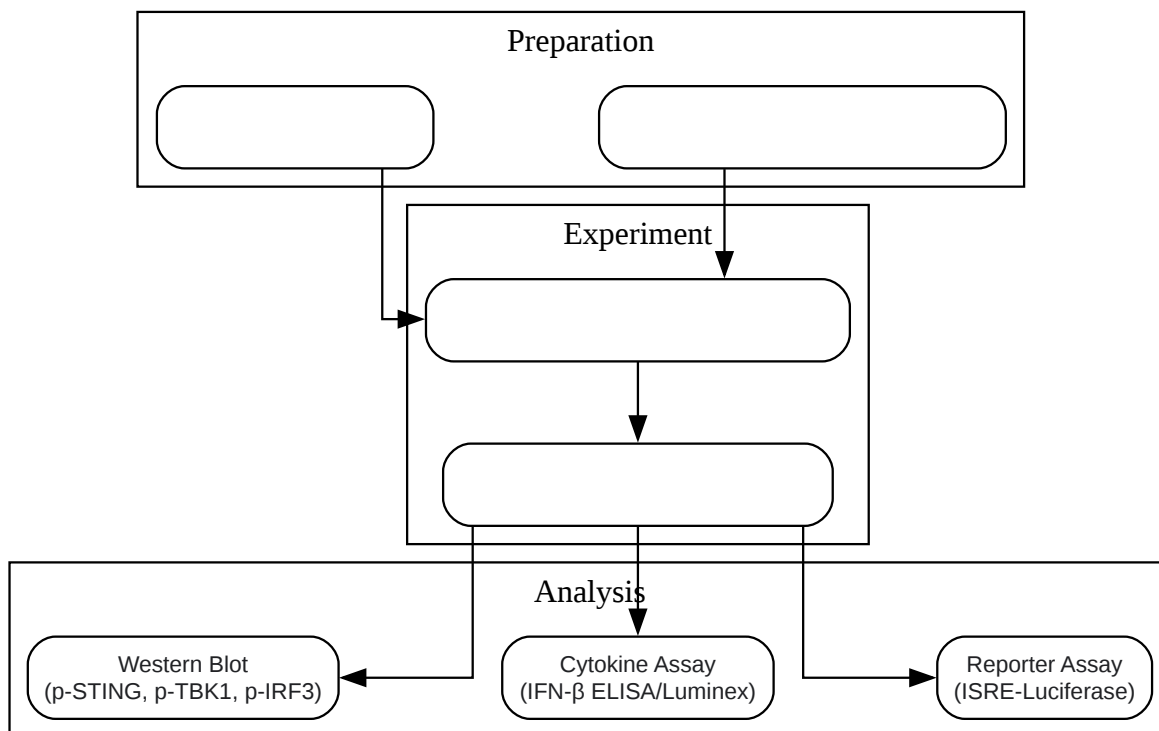 Preparation
Experiment
Analysis
Western Blot
(p-STING, p-TBK1, p-IRF3)
Cytokine Assay
(IFN-β ELISA/Luminex)
Reporter Assay
(ISRE-Luciferase)